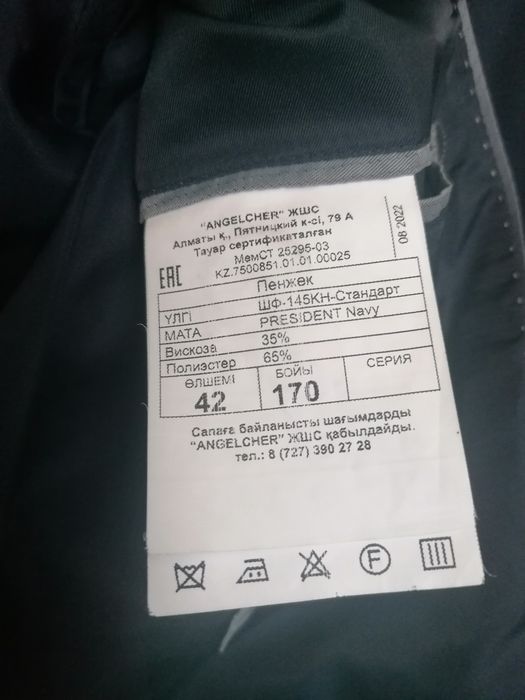 "ANGELCHER" ЖШС
Алматы қ., Пятницкий к-сі, 79 А
Тауар сертификатталған
МемСТ 25295-03
KZ.7500851.01.01.00025
08 2022
EAC
Пенжек
ҮЛГІ ШФ-145КН-Стандарт
МАТА PRESIDENT Navy
Вискоза 35%
Полиэстер 65%
ӨЛШЕМІ БОЙЫ СЕРИЯ
42 170
Сапаға байланысты шағымдарды
"ANGELCHER" ЖШС қабылдайды.
тел.: 8 (727) 390 27 28
F